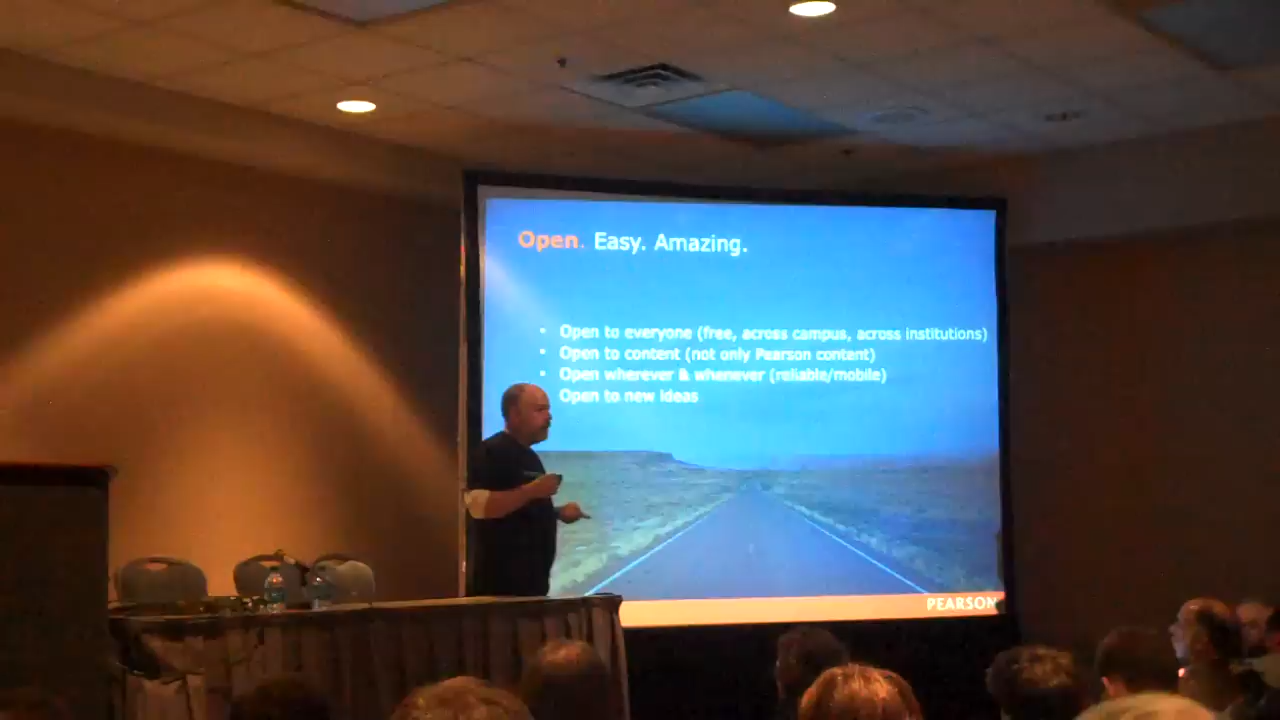 Open. Easy. Amazing.
• Open to everyone (free, across campus, across institutions)
• Open to content (not only Pearson content)
• Open wherever & whenever (reliable/mobile)
Open to new ideas
PEARSON